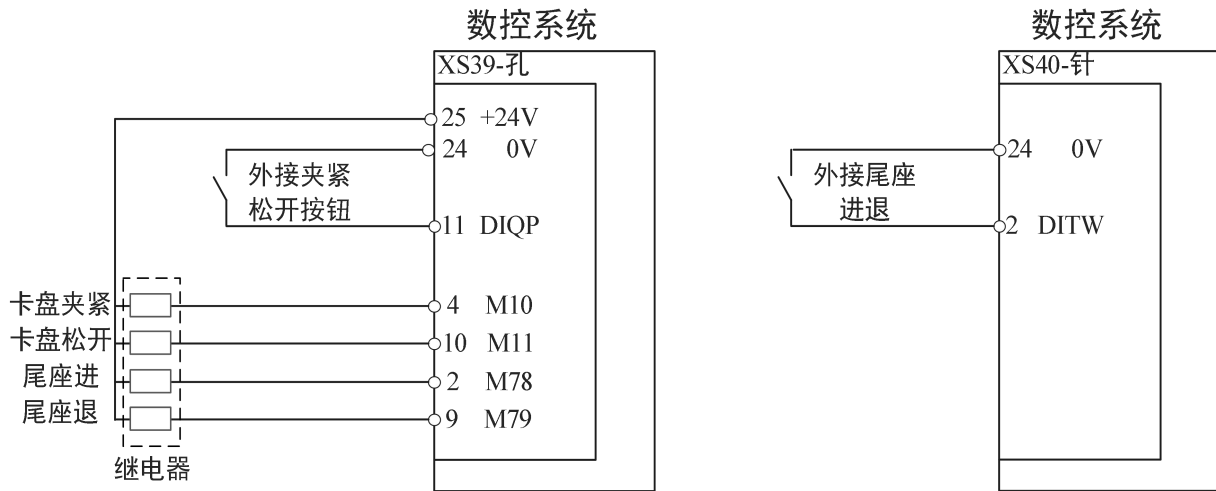 数控系统
XS39-孔
25 +24V
24 0V
外接夹紧
松开按钮
11 DIQP
卡盘夹紧
4 M10
卡盘松开
10 M11
尾座进
2 M78
尾座退
9 M79
继电器
数控系统
XS40-针
24 0V
外接尾座
进退
2 DITW